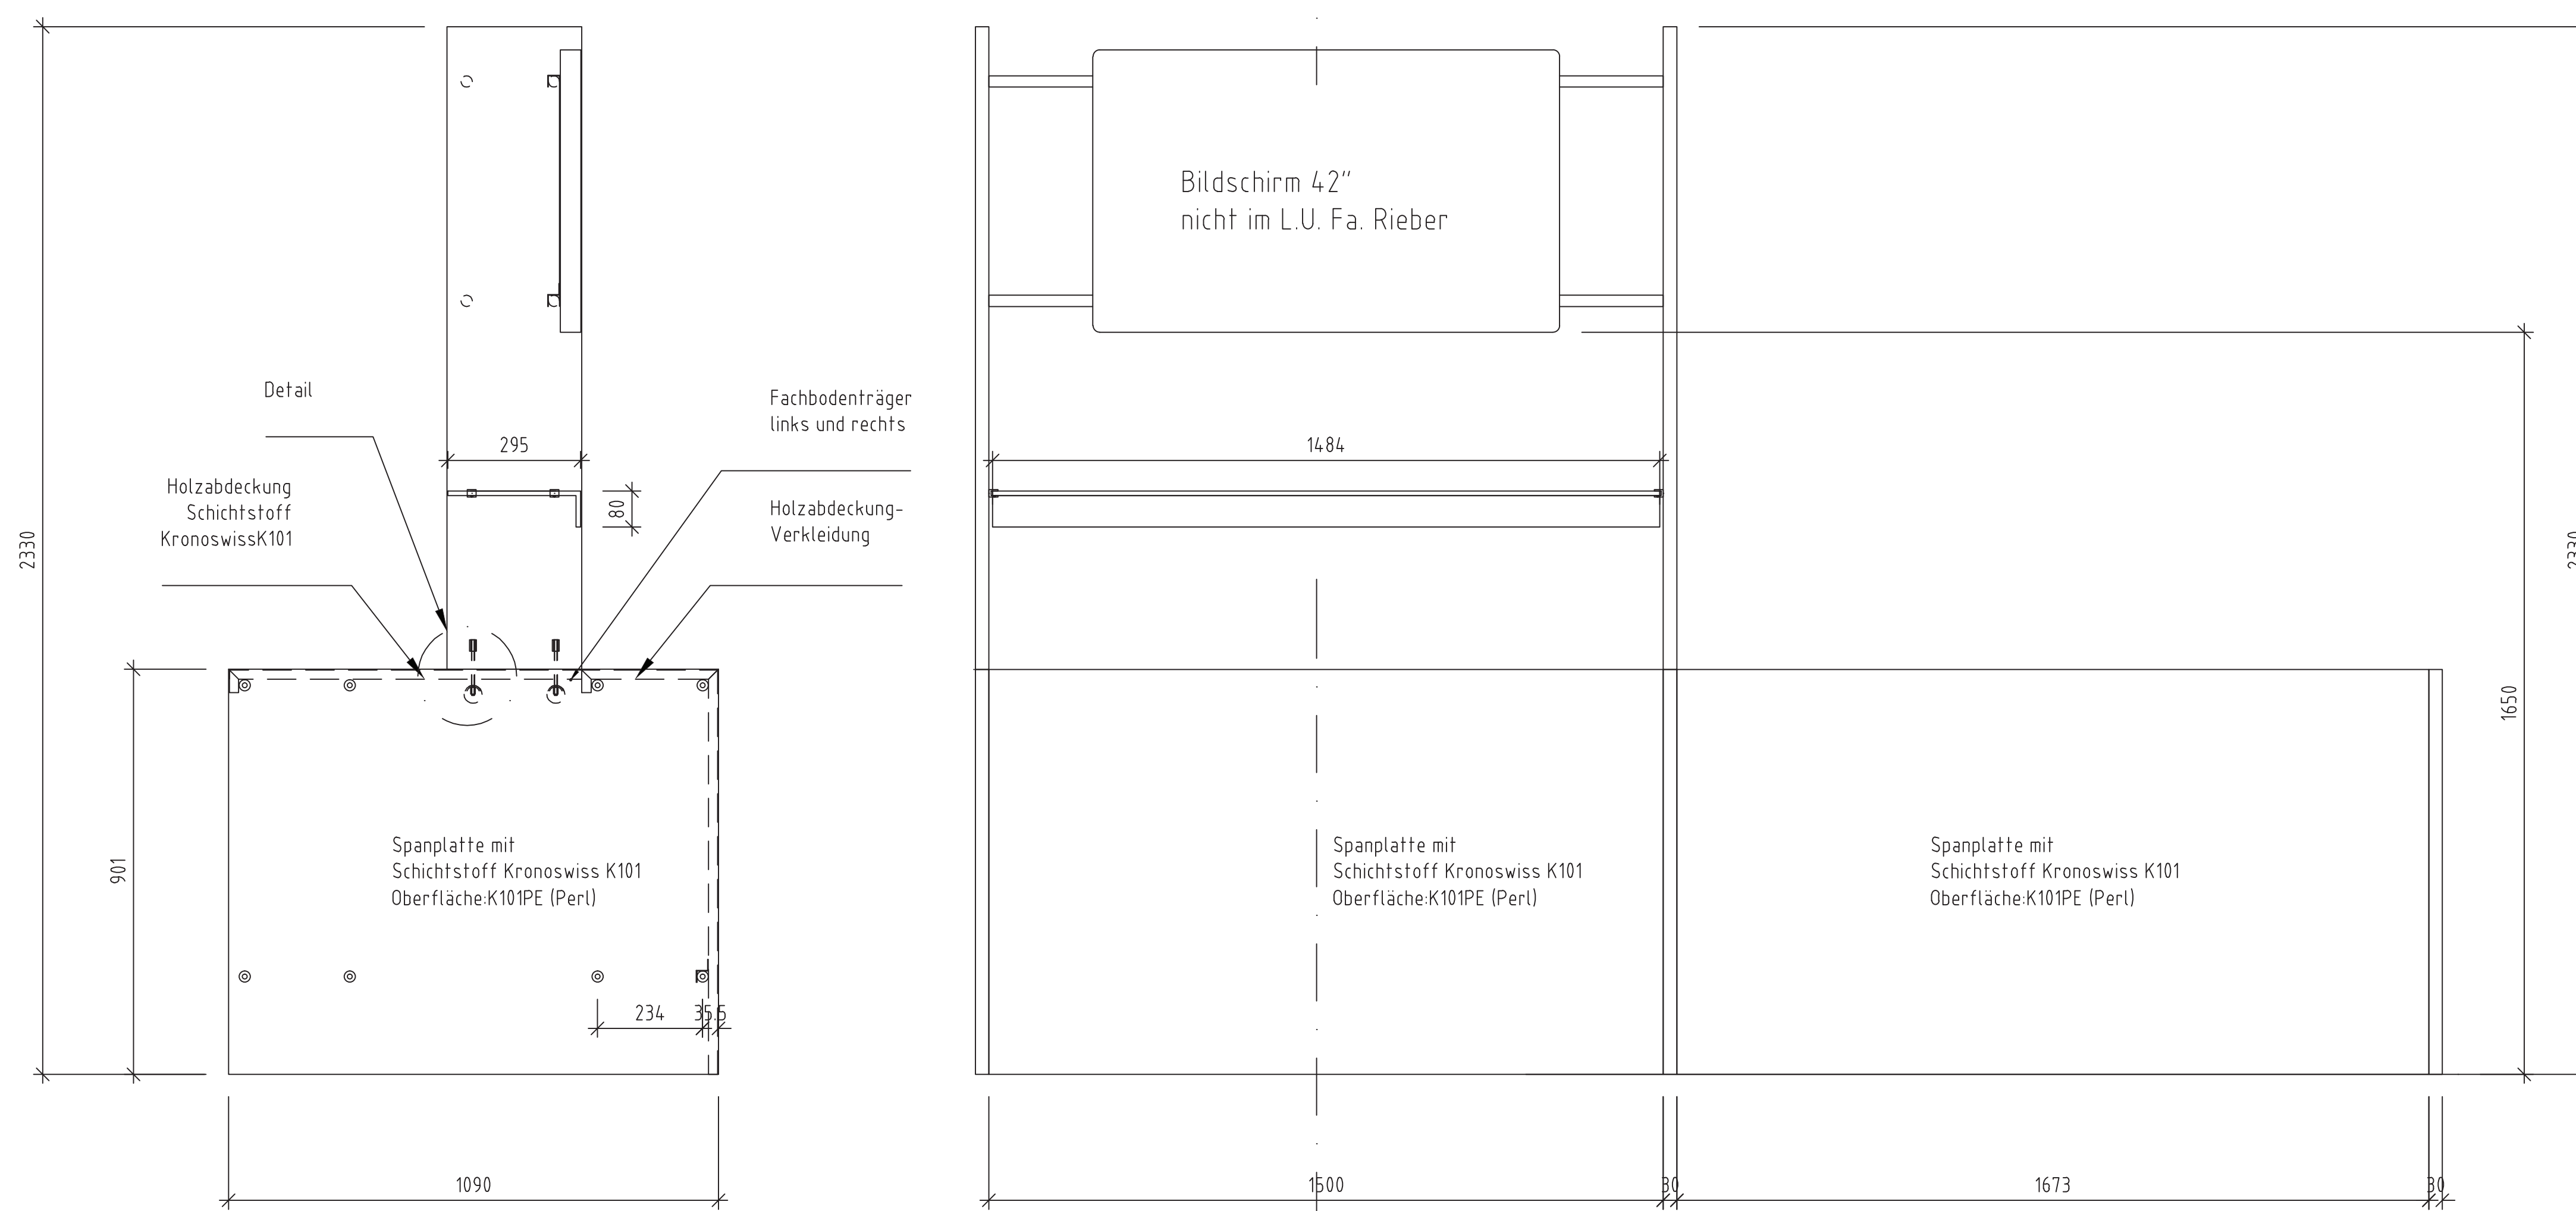 Bildschirm 42"
nicht im L.U. Fa. Rieber
Detail
Fachbodenträger
links und rechts
295
1484
Holzabdeckung
Schichtstoff
KronoswissK101
80
Holzabdeckung-
Verkleidung
2330
2330
1650
901
Spanplatte mit
Schichtstoff Kronoswiss K101
Oberfläche:K101PE (Perl)
Spanplatte mit
Schichtstoff Kronoswiss K101
Oberfläche:K101PE (Perl)
Spanplatte mit
Schichtstoff Kronoswiss K101
Oberfläche:K101PE (Perl)
234
35.5
1090
1500
30
1673
30